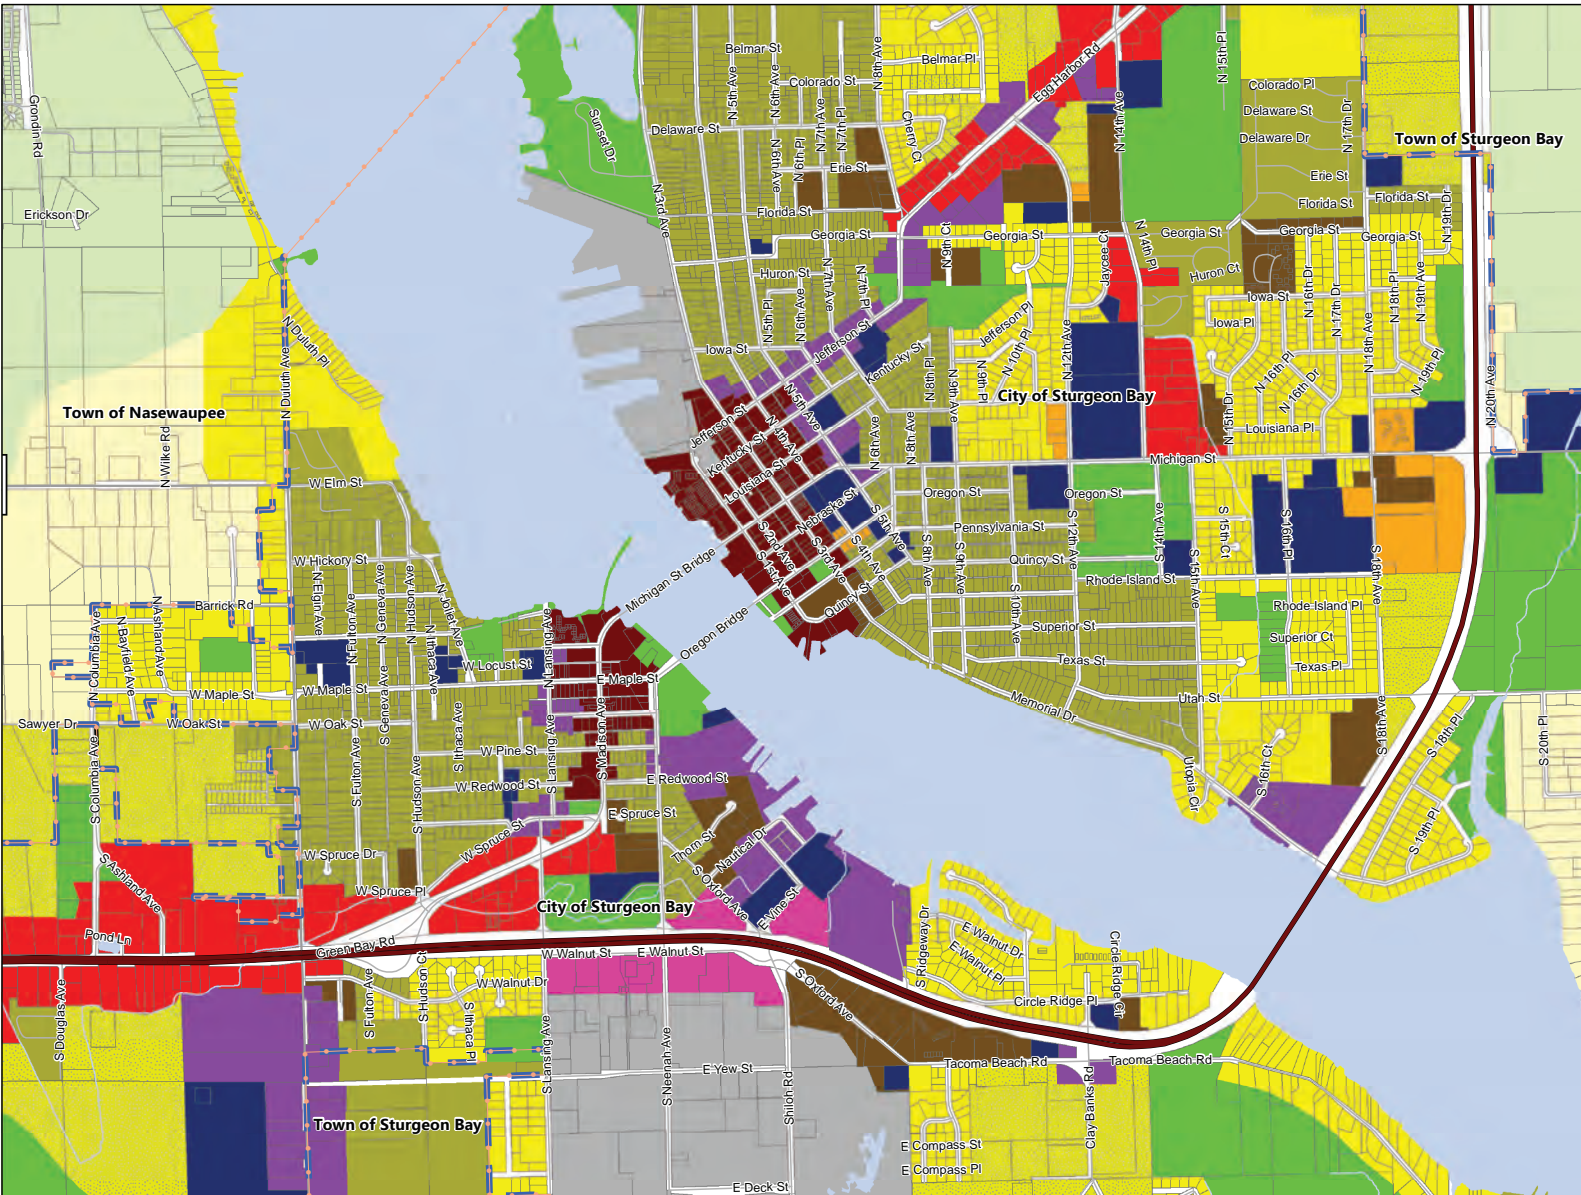 Belmar St
Belmar Pl
N 8th Ave
N 15th Pl
Egg Harbor Rd
N 5th Ave
N 6th Ave
Colorado St
Colorado Pl
Grondin Rd
Sunset Dr
Delaware St
N 7th Ave
N 7th Pl
Cherry Ct
N 14th Ave
Delaware St
Delaware Dr
N 17th Dr
Town of Sturgeon Bay
N 6th Ave
N 6th Pl
Erie St
Erie St
Erickson Dr
N 3rd Ave
Florida St
Florida St
Florida St
N 19th Dr
Georgia St
N 9th Ct
Georgia St
Jaycee Ct
N 14th Pl
Georgia St
Georgia St
Georgia St
Huron St
N 7th Ave
N 7th Pl
Huron Ct
N 16th Dr
N 18th Pl
N 19th Ave
N 5th Pl
N 6th Ave
Iowa St
N 17th Dr
Iowa Pl
N Duluth Pl
N Duluth Ave
Iowa St
Jefferson St
Jefferson Pl
N 10th Pl
N 12th Ave
N 18th Ave
Kentucky St
N 8th Pl
N 9th Ave
N 9th Pl
N 16th Pl
N 16th Dr
N 19th Pl
N 20th Ave
City of Sturgeon Bay
Town of Nasewaupee
N 5th Ave
Jefferson St
N 4th Ave
N 6th Ave
N 8th Ave
N 15th Dr
Louisiana Pl
N Wilke Rd
Kentucky St
Louisiana St
Michigan St
W Elm St
Nebraska St
Oregon St
Oregon St
S 5th Ave
Pennsylvania St
S 12th Ave
S 14th Ave
S 15th Ct
S 16th Pl
S 2nd Ave
S 3rd Ave
S 4th Ave
S 8th Ave
S 9th Ave
Quincy St
S 15th Ave
S 18th Ave
W Hickory St
Michigan St Bridge
S 1st Ave
Rhode Island St
N Elgin Ave
N Fulton Ave
N Geneva Ave
N Hudson Ave
N Joliet Ave
Barrick Rd
Quincy St
Oregon Bridge
S 10th Ave
Rhode Island Pl
N Columbia Ave
N Bayfield Ave
N Ashland Ave
N Ithaca Ave
N Lansing Ave
Superior St
Superior Ct
W Locust St
Texas St
Texas Pl
W Maple St
W Maple St
E Maple St
Utah St
Sawyer Dr
W Oak St
W Oak St
S Geneva Ave
S Ithaca Ave
S Lansing Ave
S Madison Ave
Memorial Dr
S 18th Ave
S 18th Pl
S 20th Pl
S Columbia Ave
S Fulton Ave
S Hudson Ave
W Pine St
W Redwood St
E Redwood St
Utopia Cr
S 16th Ct
E Spruce St
W Spruce St
Thorn St
Nautical Dr
S 19th Pl
W Spruce Dr
S Ashland Ave
W Spruce Pl
S Oxford Ave
E Vine St
City of Sturgeon Bay
Pond Ln
Green Bay Rd
W Walnut St
E Walnut St
S Ridgeway Dr
E Walnut Dr
E Walnut Pl
Circle Ridge Cir
W Walnut Dr
S Oxford Ave
Circle Ridge Pl
S Douglas Ave
S Fulton Ave
S Hudson Ct
S Ithaca Pl
S Lansing Ave
S Neenah Ave
E Yew St
Shiloh Rd
Tacoma Beach Rd
Tacoma Beach Rd
Clay Banks Rd
Town of Sturgeon Bay
E Compass St
E Compass Pl
E Deck St